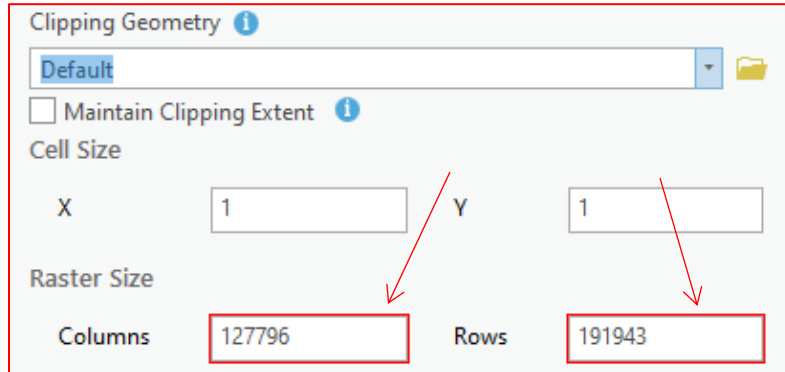 Clipping Geometry
Default
Maintain Clipping Extent
Cell Size
X 1 Y 1
Raster Size
Columns 127796 Rows 191943